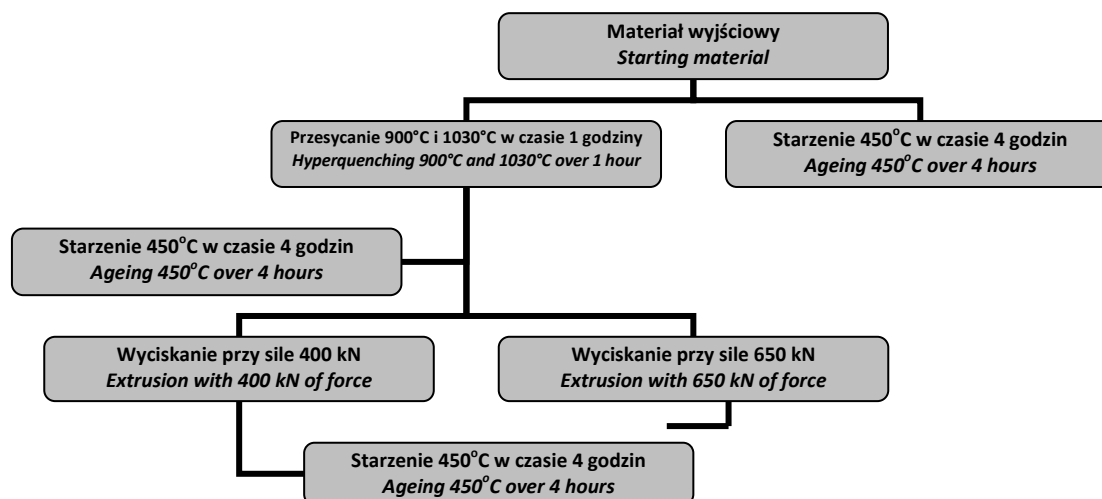 Materiał wyjściowy
Starting material
Przesycanie 900°C i 1030°C w czasie 1 godziny
Hyperquenching 900°C and 1030°C over 1 hour
Starzenie 450°C w czasie 4 godzin
Ageing 450°C over 4 hours
Starzenie 450°C w czasie 4 godzin
Ageing 450°C over 4 hours
Wyciskanie przy sile 400 kN
Extrusion with 400 kN of force
Wyciskanie przy sile 650 kN
Extrusion with 650 kN of force
Starzenie 450°C w czasie 4 godzin
Ageing 450°C over 4 hours